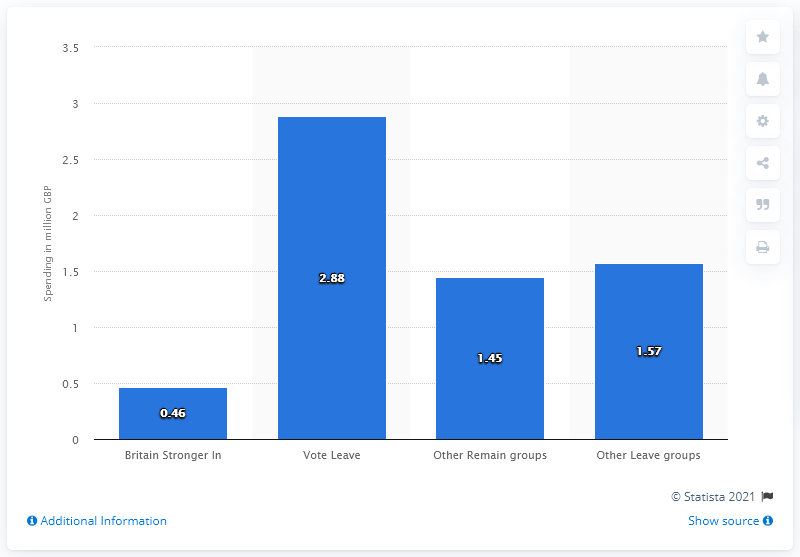 3.5
3
2.5
2
1.5
1
0.5
0
Spending in million GBP
0.46
2.88
1.45
1.57
Britain Stronger In
Vote Leave
Other Remain groups
Other Leave groups
© Statista 2021
Additional Information
Show source